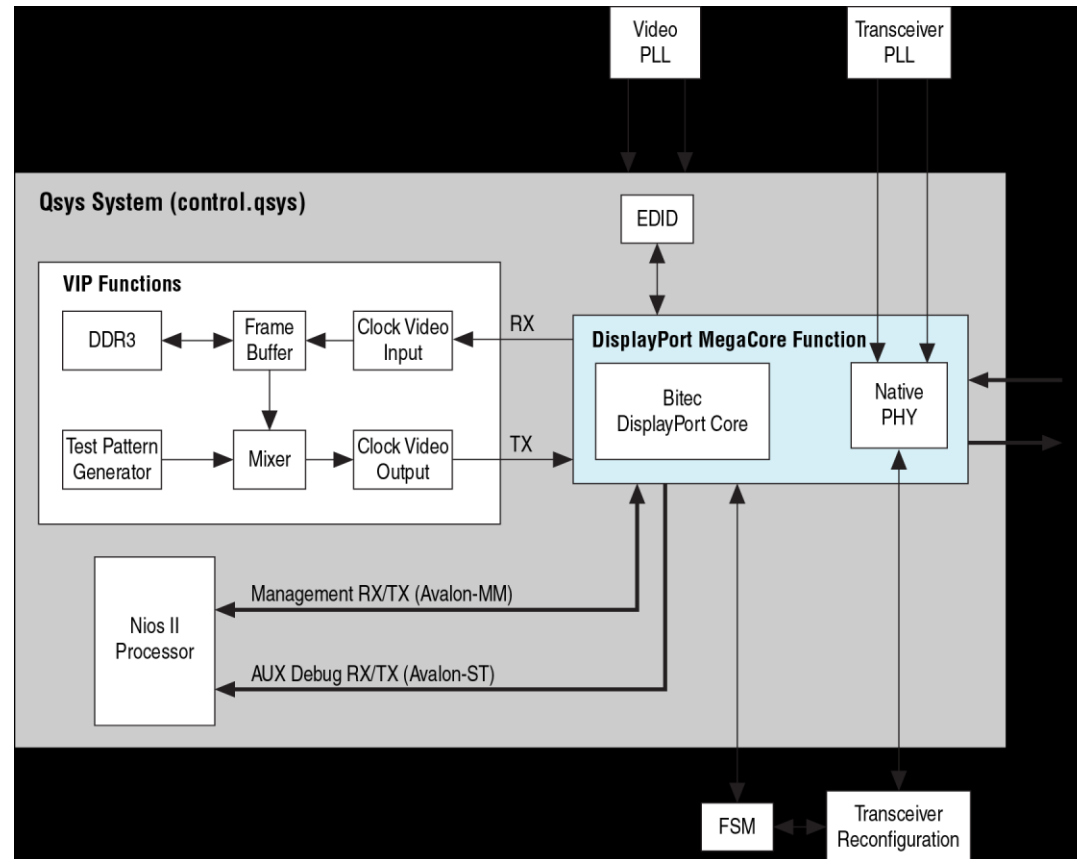 Video
PLL
Transceiver
PLL
Qsys System (control.qsys)
EDID
VIP Functions
DDR3
Frame
Buffer
Clock Video
Input
RX
DisplayPort MegaCore Function
Bitec
DisplayPort Core
Native
PHY
Test Pattern
Generator
Mixer
Clock Video
Output
TX
Nios II
Processor
Management RX/TX (Avalon-MM)
AUX Debug RX/TX (Avalon-ST)
FSM
Transceiver
Reconfiguration